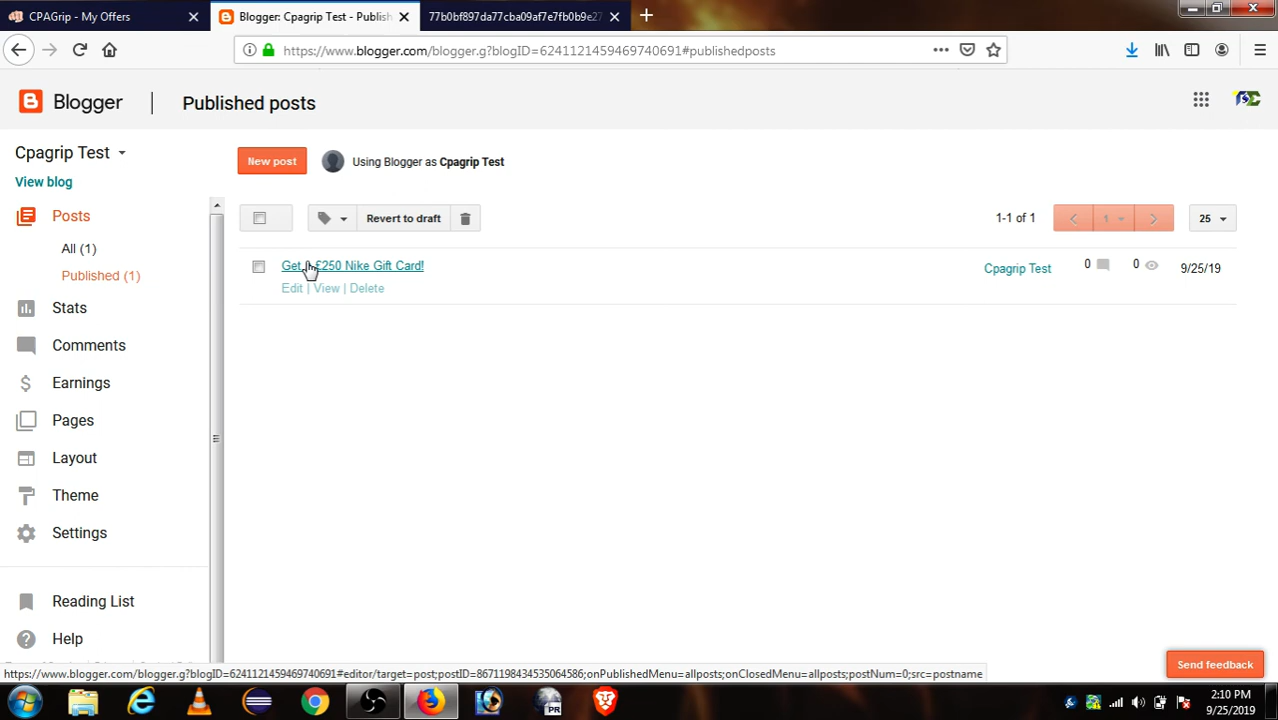 CPAGrip - My Offers
Blogger: Cpagrip Test - Publish
77b0bf897da77cba09af7e7fb0b9e27
https://www.blogger.com/blogger.g?blogID=6241121459469740691#publishedposts
Blogger
Published posts
Cpagrip Test
New post
Using Blogger as Cpagrip Test
View blog
Posts
Revert to draft
1-1 of 1
1
25
All (1)
Get £250 Nike Gift Card!
Cpagrip Test
0
0
9/25/19
Published (1)
Edit | View | Delete
Stats
Comments
Earnings
Pages
Layout
Theme
Settings
Reading List
Help
Send feedback
https://www.blogger.com/blogger.g?blogID=6241121459469740691#editor/target=post;postID=8671198434535064586;onPublishedMenu=allposts;onClosedMenu=allposts;postNum=0;src=postname
PR
2:10 PM
9/25/2019